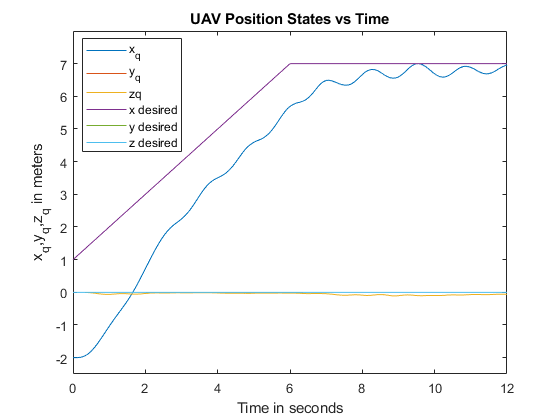 UAV Position States vs Time
x_q
y_q
zq
x desired
y desired
z desired
7
6
5
4
3
2
1
0
-1
-2
x_q,y_q,z_q in meters
0 2 4 6 8 10 12
Time in seconds